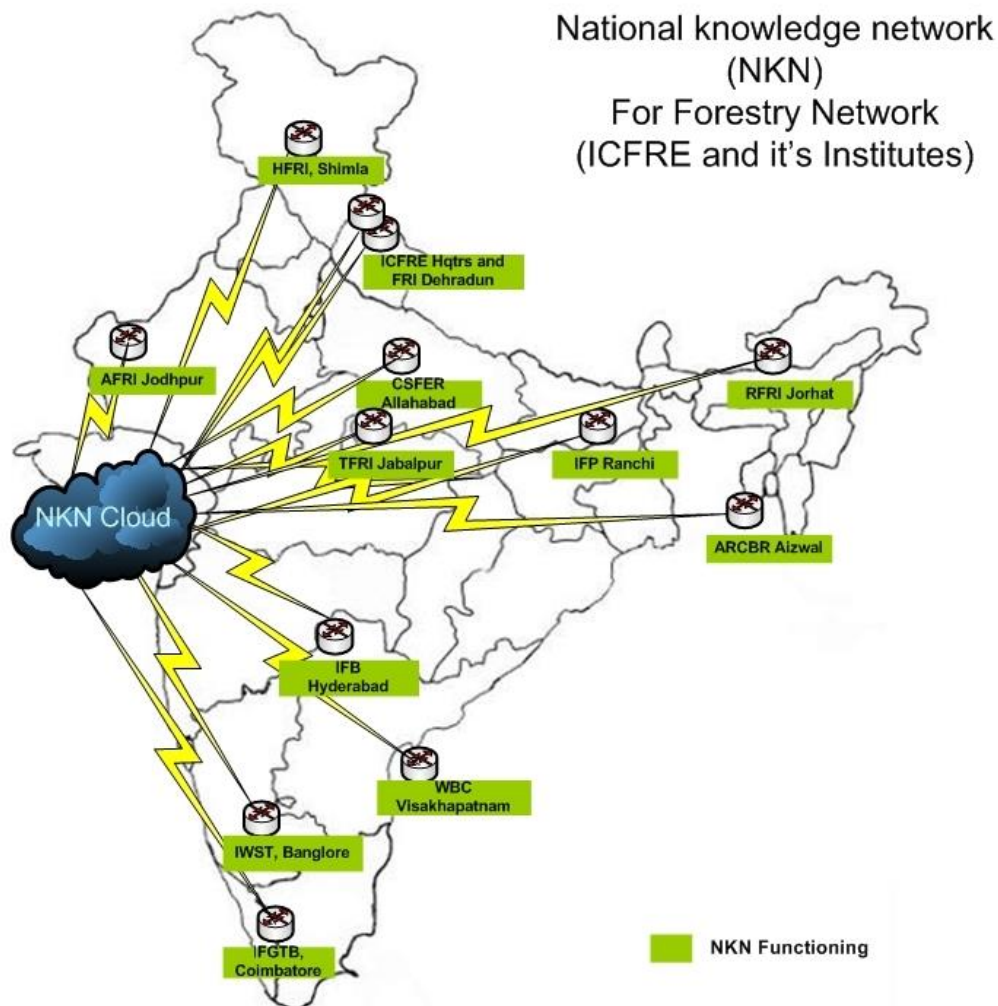 National knowledge network
(NKN)
For Forestry Network
(ICFRE and it's Institutes)
HFRI, Shimla
ICFRE Hqtrs and
FRI Dehradun
AFRI Jodhpur
CSFER
Allahabad
RFRI Jorhat
TFRI Jabalpur
IFP Ranchi
NKN Cloud
ARCBR Aizwal
IFB
Hyderabad
WBC
Visakhapatnam
IWST, Banglore
IFGTB,
Coimbatore
NKN Functioning